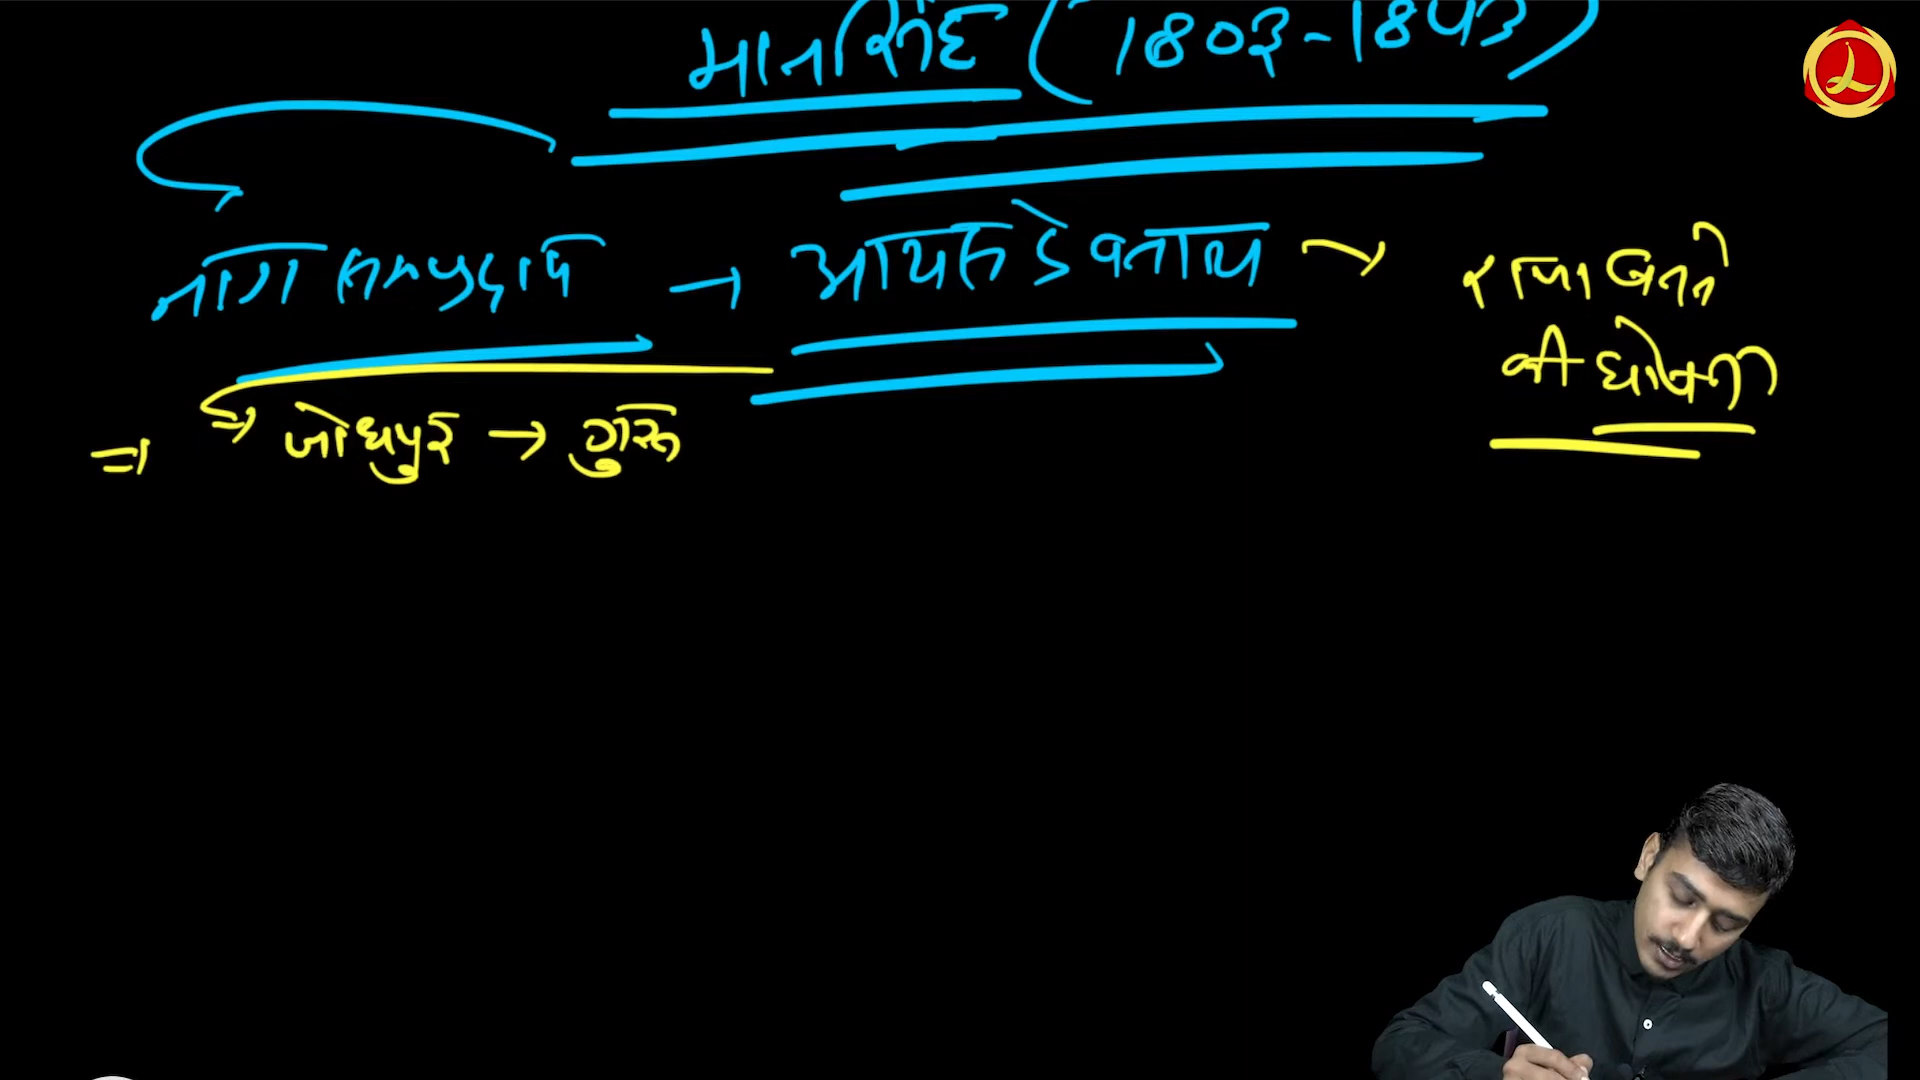 मानसिंह (1803-1843)
नाथ सम्प्रदाय → आयस देवनाथ → राजा बनने
की घोषणा
⇒ जोधपुर → गुरू